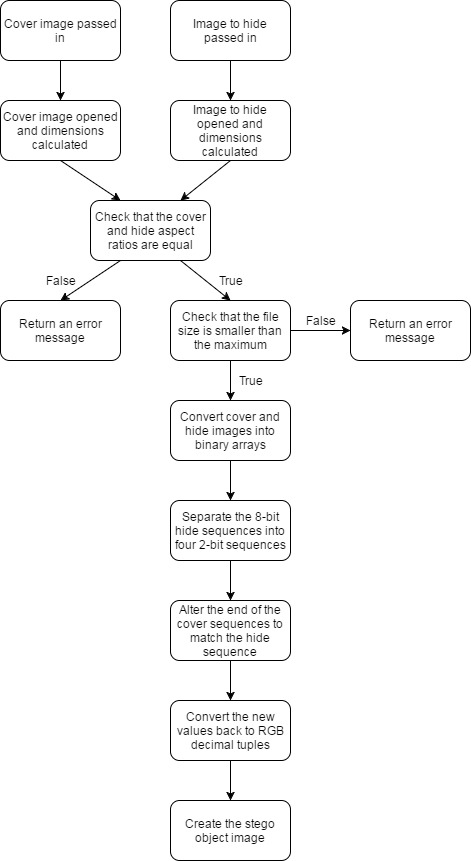 Cover image passed
in
Image to hide
passed in
Cover image opened
and dimensions
calculated
Image to hide
opened and
dimensions
calculated
Check that the cover
and hide aspect
ratios are equal
False
True
Return an error
message
Check that the file
size is smaller than
the maximum
False
Return an error
message
True
Convert cover and
hide images into
binary arrays
Separate the 8-bit
hide sequences into
four 2-bit sequences
Alter the end of the
cover sequences to
match the hide
sequence
Convert the new
values back to RGB
decimal tuples
Create the stego
object image